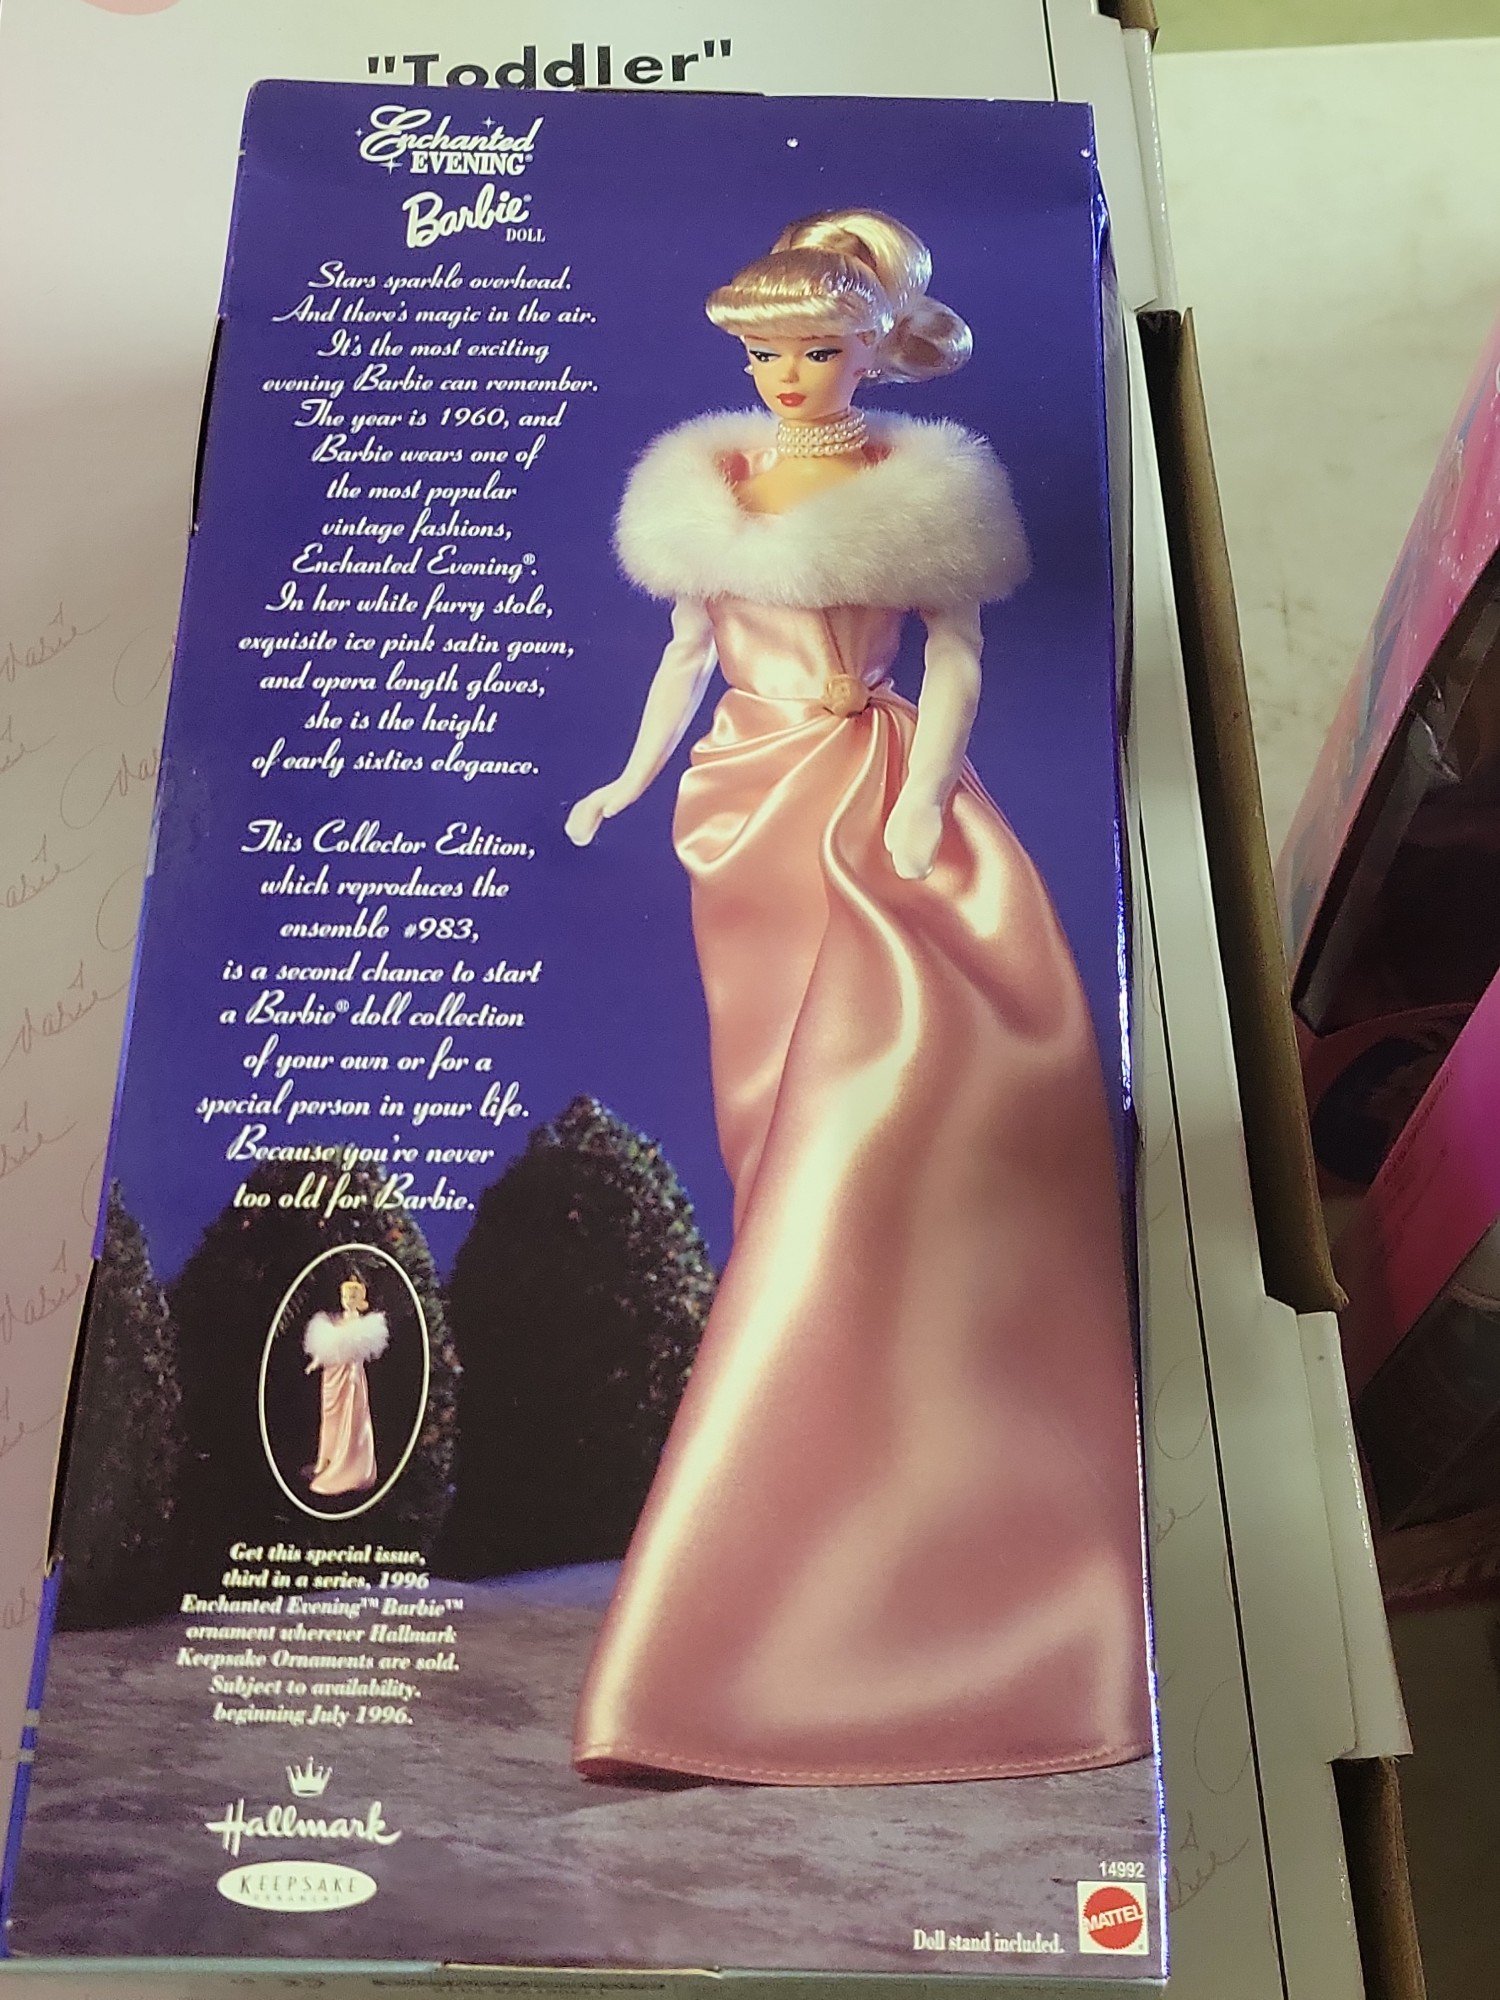 "Toddler"
Enchanted
EVENING®
Barbie®
DOLL
Stars sparkle overhead.
And there's magic in the air.
It's the most exciting
evening Barbie can remember.
The year is 1960, and
Barbie wears one of
the most popular
vintage fashions,
Enchanted Evening®.
In her white furry stole,
exquisite ice pink satin gown,
and opera length gloves,
she is the height
of early sixties elegance.
This Collector Edition,
which reproduces the
ensemble #983,
is a second chance to start
a Barbie® doll collection
of your own or for a
special person in your life.
Because you're never
too old for Barbie.
Get this special issue,
third in a series, 1996
Enchanted Evening™ Barbie™
ornament wherever Hallmark
Keepsake Ornaments are sold.
Subject to availability,
beginning July 1996.
Hallmark
KEEPSAKE
ORNAMENT
14992
MATTEL
Doll stand included.